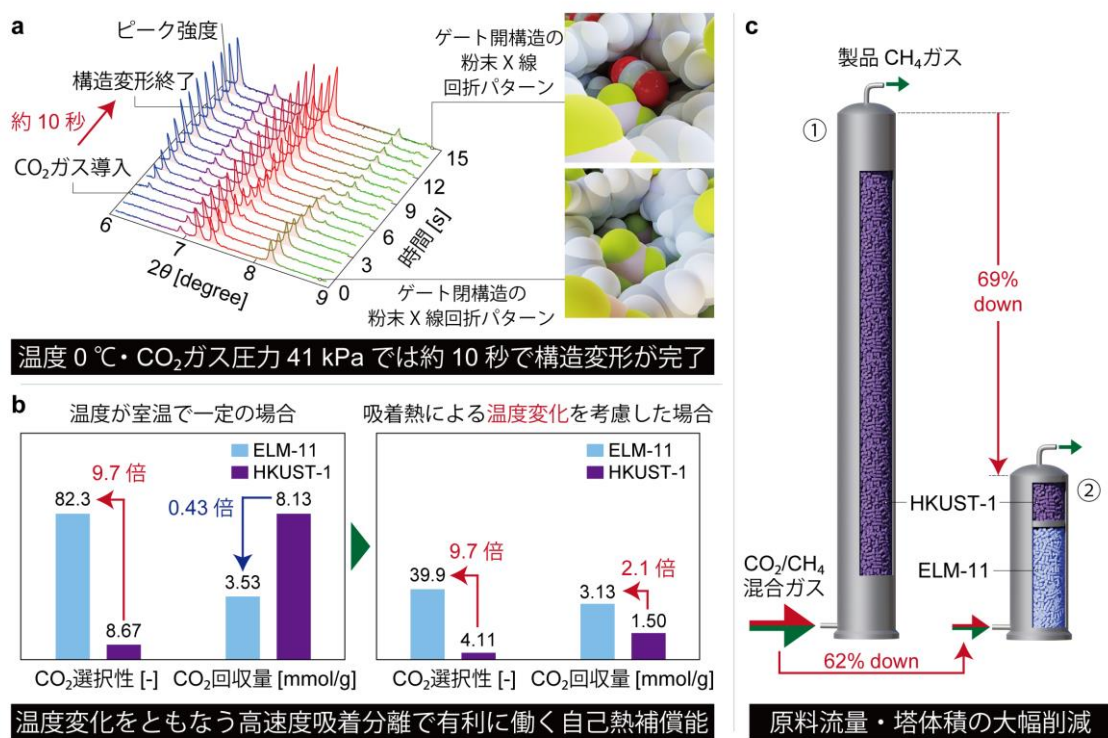 a
ピーク強度
構造変形終了
約 10 秒
CO₂ガス導入
6
7
8
9
2θ [degree]
0
3
6
9
12
15
時間 [s]
ゲート開構造の
粉末 X 線
回折パターン
ゲート閉構造の
粉末 X 線回折パターン
温度 0 ℃・CO₂ガス圧力 41 kPa では約 10 秒で構造変形が完了
b
温度が室温で一定の場合
ELM-11
HKUST-1
82.3
9.7 倍
8.67
0.43 倍
8.13
3.53
CO₂選択性 [-]
CO₂回収量 [mmol/g]
吸着熱による温度変化を考慮した場合
ELM-11
HKUST-1
39.9
9.7 倍
4.11
2.1 倍
3.13
1.50
CO₂選択性 [-]
CO₂回収量 [mmol/g]
温度変化をともなう高速度吸着分離で有利に働く自己熱補償能
c
製品 CH₄ガス
①
69%
down
②
HKUST-1
ELM-11
CO₂/CH₄
混合ガス
62% down
原料流量・塔体積の大幅削減